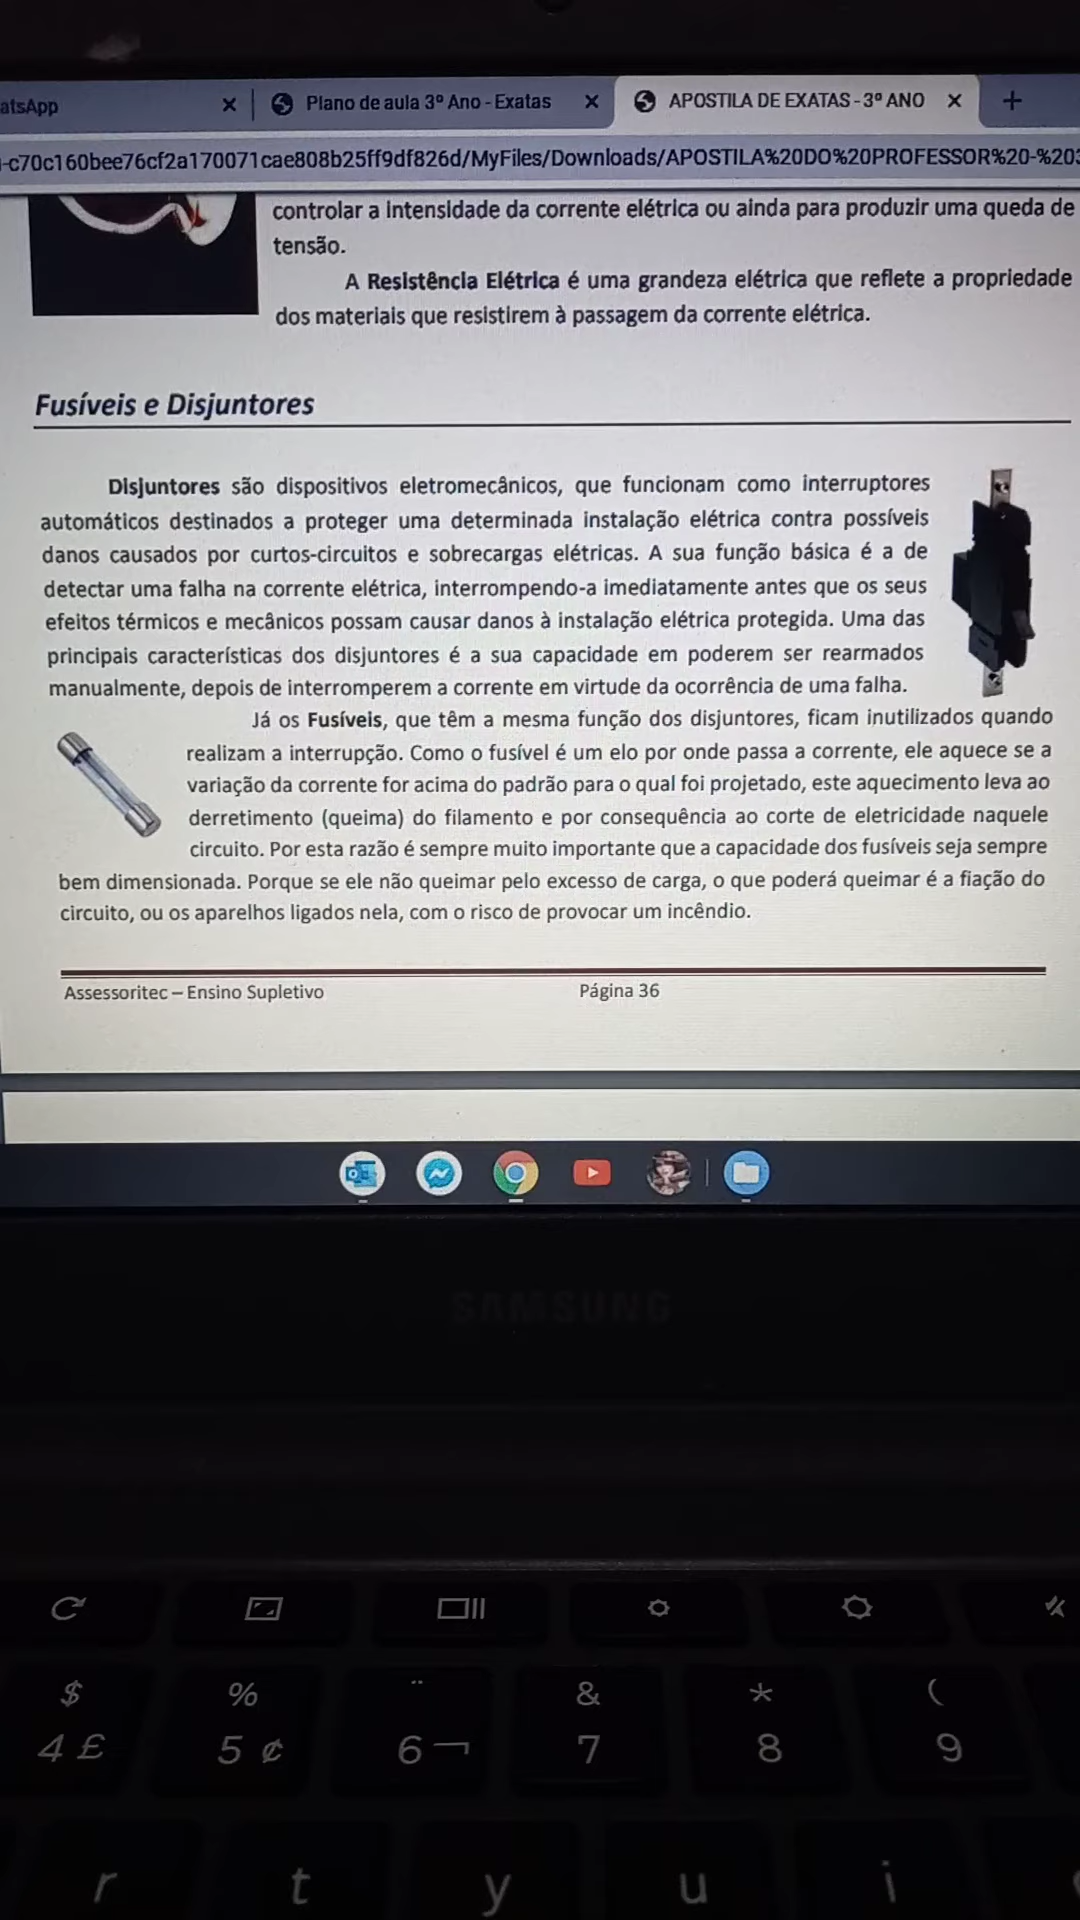 atsApp × Plano de aula 3º Ano - Exatas × APOSTILA DE EXATAS - 3º ANO × +
-c70c160bee76cf2a170071cae808b25ff9df826d/MyFiles/Downloads/APOSTILA%20DO%20PROFESSOR%20-%203
controlar a intensidade da corrente elétrica ou ainda para produzir uma queda de
tensão.
A Resistência Elétrica é uma grandeza elétrica que reflete a propriedade
dos materiais que resistirem à passagem da corrente elétrica.
Fusíveis e Disjuntores
Disjuntores são dispositivos eletromecânicos, que funcionam como interruptores
automáticos destinados a proteger uma determinada instalação elétrica contra possíveis
danos causados por curtos-circuitos e sobrecargas elétricas. A sua função básica é a de
detectar uma falha na corrente elétrica, interrompendo-a imediatamente antes que os seus
efeitos térmicos e mecânicos possam causar danos à instalação elétrica protegida. Uma das
principais características dos disjuntores é a sua capacidade em poderem ser rearmados
manualmente, depois de interromperem a corrente em virtude da ocorrência de uma falha.
Já os Fusíveis, que têm a mesma função dos disjuntores, ficam inutilizados quando
realizam a interrupção. Como o fusível é um elo por onde passa a corrente, ele aquece se a
variação da corrente for acima do padrão para o qual foi projetado, este aquecimento leva ao
derretimento (queima) do filamento e por consequência ao corte de eletricidade naquele
circuito. Por esta razão é sempre muito importante que a capacidade dos fusíveis seja sempre
bem dimensionada. Porque se ele não queimar pelo excesso de carga, o que poderá queimar é a fiação do
circuito, ou os aparelhos ligados nela, com o risco de provocar um incêndio.
Assessoritec – Ensino Supletivo Página 36
SAMSUNG
$ % ¨ & * (
4 £ 5 ¢ 6 ¬ 7 8 9
r t y u i